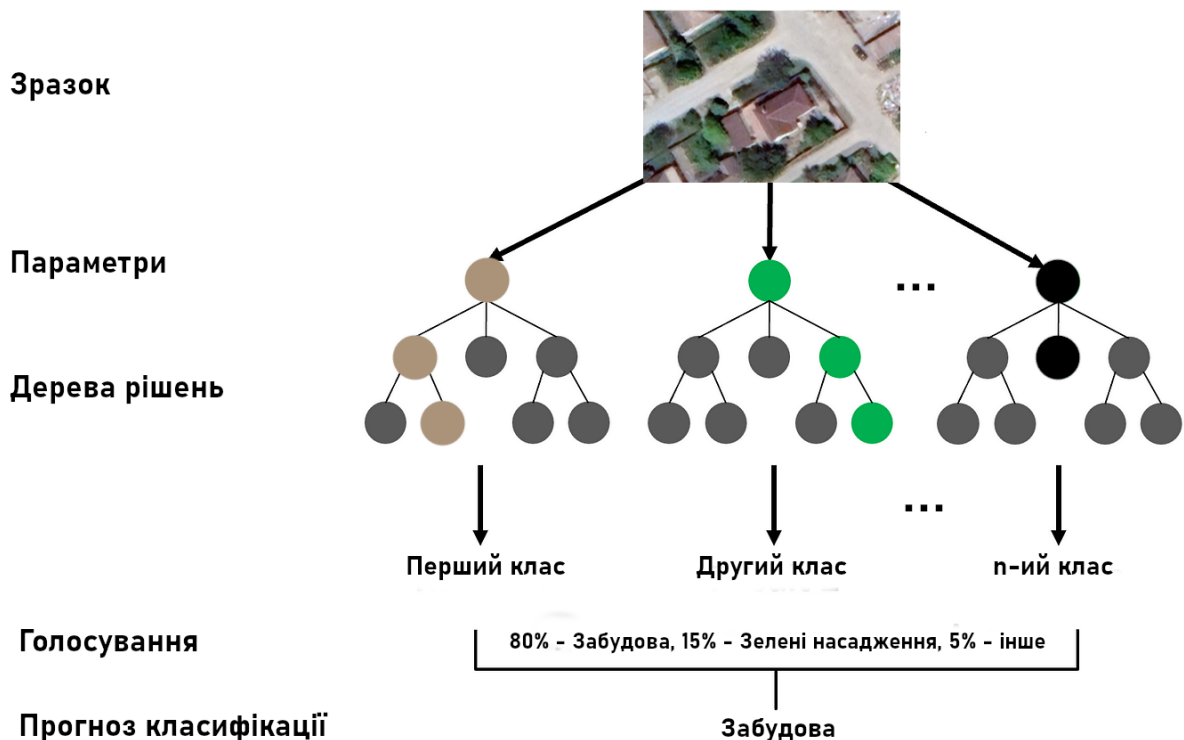 Зразок
Параметри
...
Дерева рішень
...
Перший клас
Другий клас
n-ий клас
Голосування
80% - Забудова, 15% - Зелені насадження, 5% - інше
Прогноз класифікації
Забудова